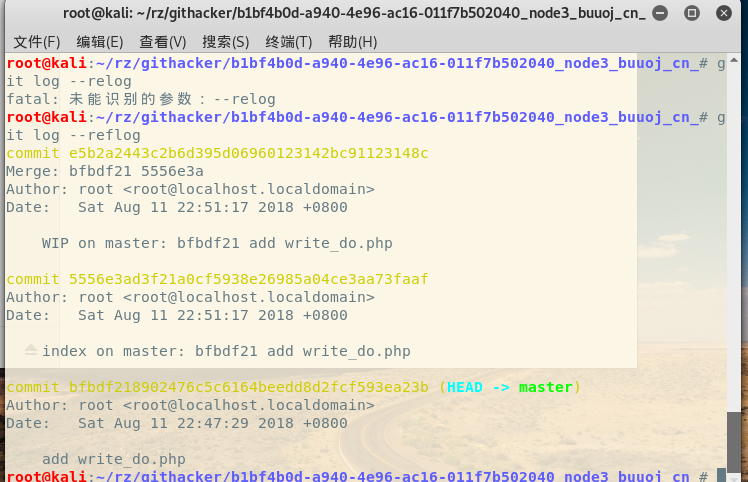 root@kali: ~/rz/githacker/b1bf4b0d-a940-4e96-ac16-011f7b502040_node3_buuoj_cn_
文件(F) 编辑(E) 查看(V) 搜索(S) 终端(T) 帮助(H)
root@kali:~/rz/githacker/b1bf4b0d-a940-4e96-ac16-011f7b502040_node3_buuoj_cn_# g
it log --relog
fatal: 未能识别的参数：--relog
root@kali:~/rz/githacker/b1bf4b0d-a940-4e96-ac16-011f7b502040_node3_buuoj_cn_# g
it log --reflog
commit e5b2a2443c2b6d395d06960123142bc91123148c
Merge: bfbdf21 5556e3a
Author: root <root@localhost.localdomain>
Date:   Sat Aug 11 22:51:17 2018 +0800
    WIP on master: bfbdf21 add write_do.php
commit 5556e3ad3f21a0cf5938e26985a04ce3aa73faaf
Author: root <root@localhost.localdomain>
Date:   Sat Aug 11 22:51:17 2018 +0800
    index on master: bfbdf21 add write_do.php
commit bfbdf218902476c5c6164beedd8d2fcf593ea23b (HEAD -> master)
Author: root <root@localhost.localdomain>
Date:   Sat Aug 11 22:47:29 2018 +0800
    add write_do.php
root@kali:~/rz/githacker/b1bf4b0d-a940-4e96-ac16-011f7b502040_node3_buuoj_cn_#